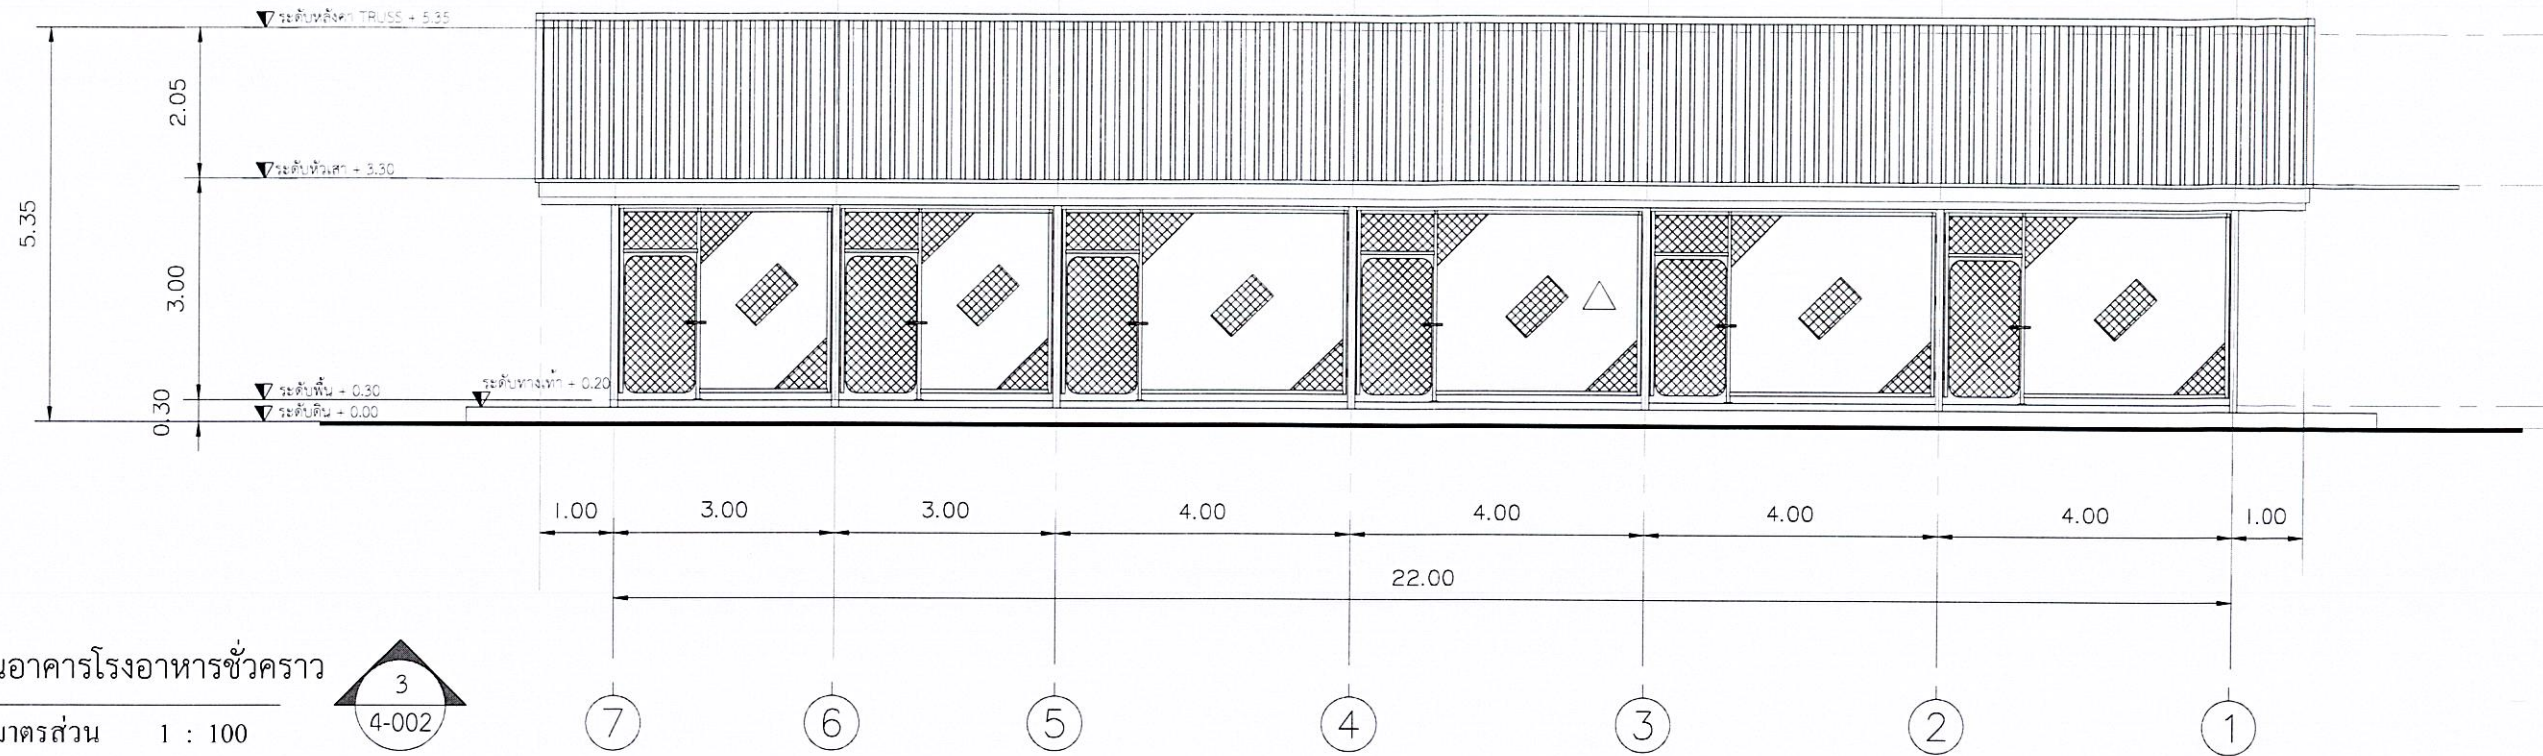 ระดับหลังคา TRUSS + 5.35
2.05
ระดับหัวเสา + 3.30
5.35
3.00
ระดับพื้น + 0.30
ระดับทางเท้า + 0.20
0.30
ระดับดิน + 0.00
1.00 3.00 3.00 4.00 4.00 4.00 4.00 1.00
22.00
นอาคารโรงอาหารชั่วคราว
3
4-002
มาตรส่วน 1 : 100
7 6 5 4 3 2 1